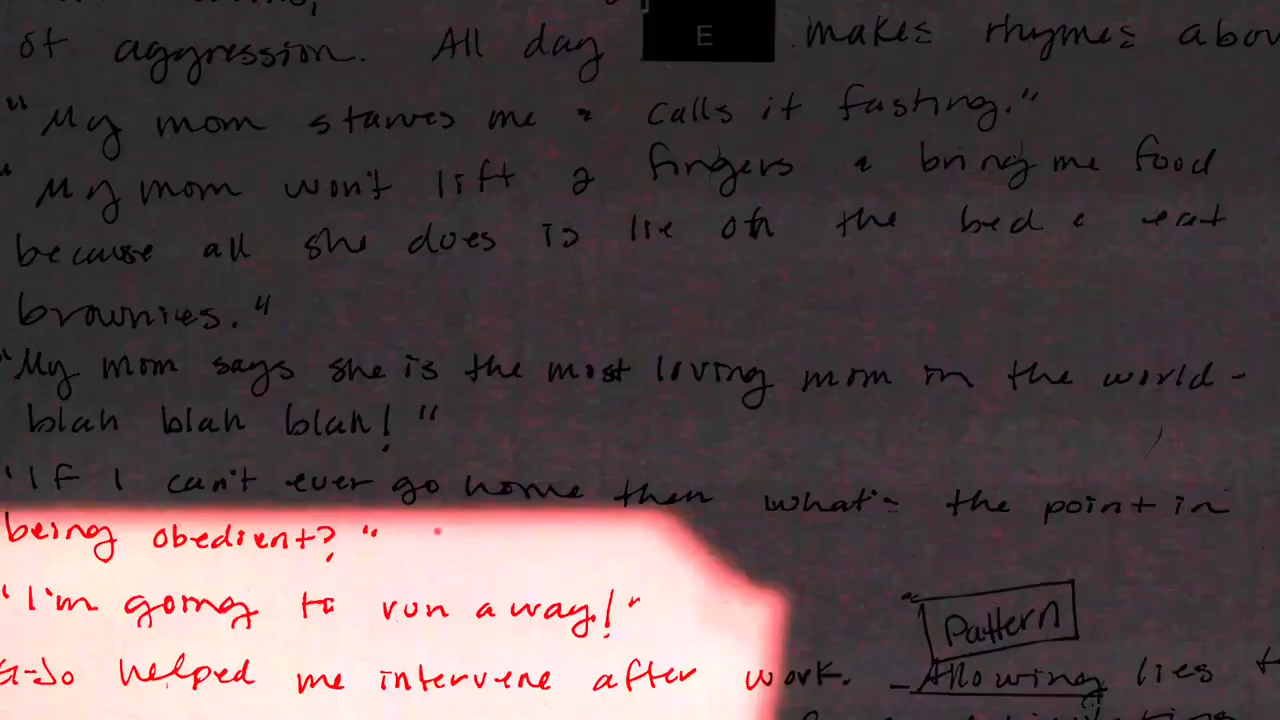 of aggression. All day E makes rhymes abou
"My mom starves me & calls it fasting."
"My mom won't lift 2 fingers & bring me food
because all she does is lie on the bed & eat
brownies."
"My mom says she is the most loving mom in the world -
blah blah blah!"
"If I can't ever go home then what's the point in
being obedient?"
"I'm going to run away!"
Pattern
helped me intervene after work. - Allowing lies